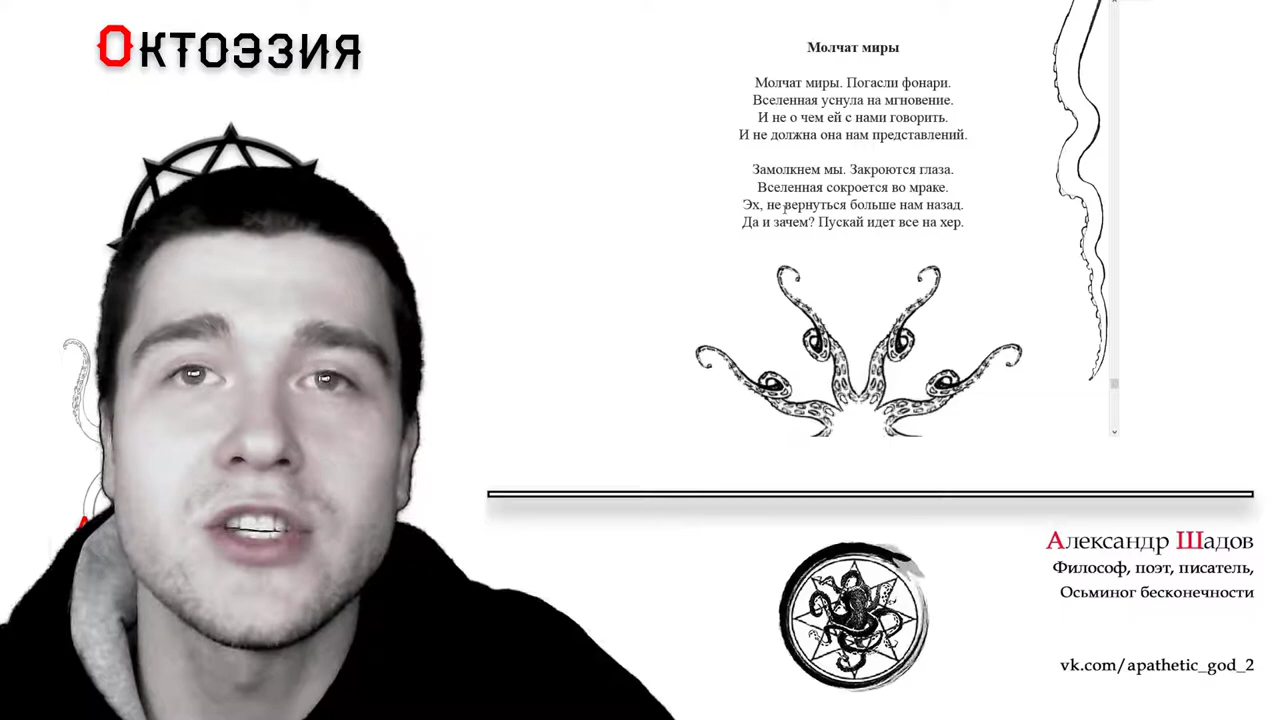 Октоэзия
Молчат миры
Молчат миры. Погасли фонари.
Вселенная уснула на мгновение.
И не о чем ей с нами говорить.
И не должна она нам представлений.
Замолкнем мы. Закроются глаза.
Вселенная сокроется во мраке.
Эх, не вернуться больше нам назад.
Да и зачем? Пускай идет все на хер.
Александр Шадов
Философ, поэт, писатель,
Осьминог бесконечности
vk.com/apathetic_god_2